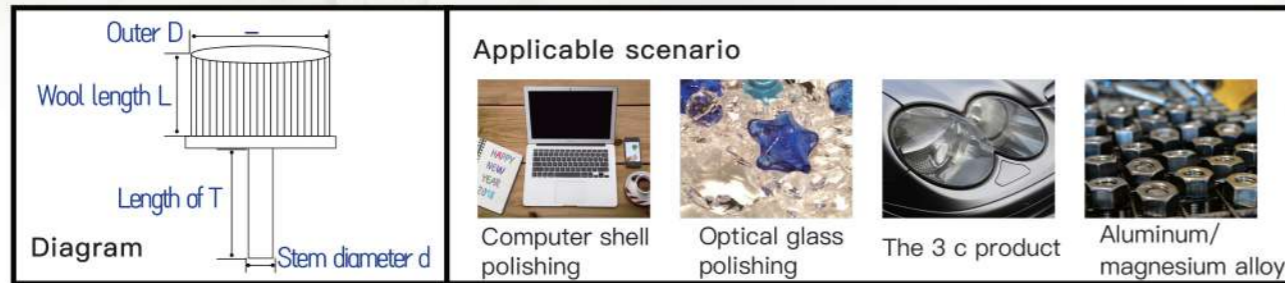 Outer D
Wool length L
Length of T
Stem diameter d
Diagram
Applicable scenario
HAPPY
NEW
YEAR
2018
Computer shell
polishing
Optical glass
polishing
The 3 c product
Aluminum/
magnesium alloy